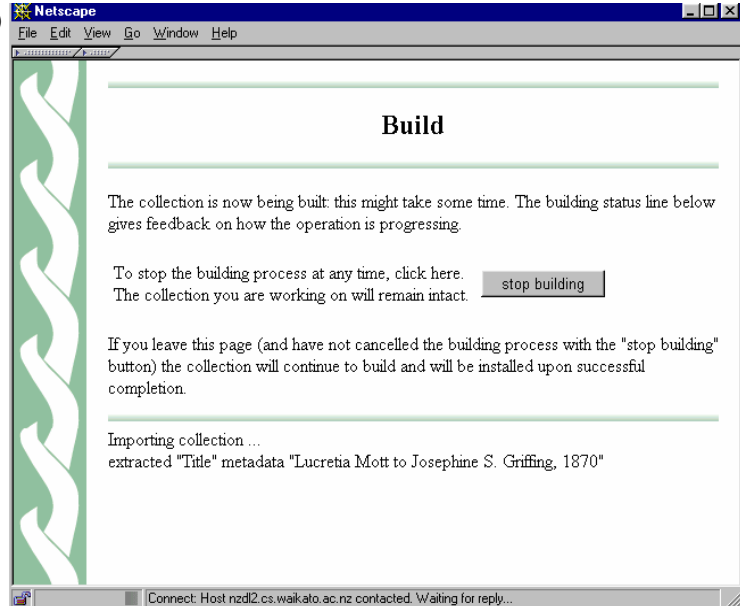 Netscape
File Edit View Go Window Help
Build
The collection is now being built: this might take some time. The building status line below
gives feedback on how the operation is progressing.
To stop the building process at any time, click here.
The collection you are working on will remain intact.
stop building
If you leave this page (and have not cancelled the building process with the "stop building"
button) the collection will continue to build and will be installed upon successful
completion.
Importing collection ...
extracted "Title" metadata "Lucretia Mott to Josephine S. Griffing, 1870"
Connect: Host nzdl2.cs.waikato.ac.nz contacted. Waiting for reply...